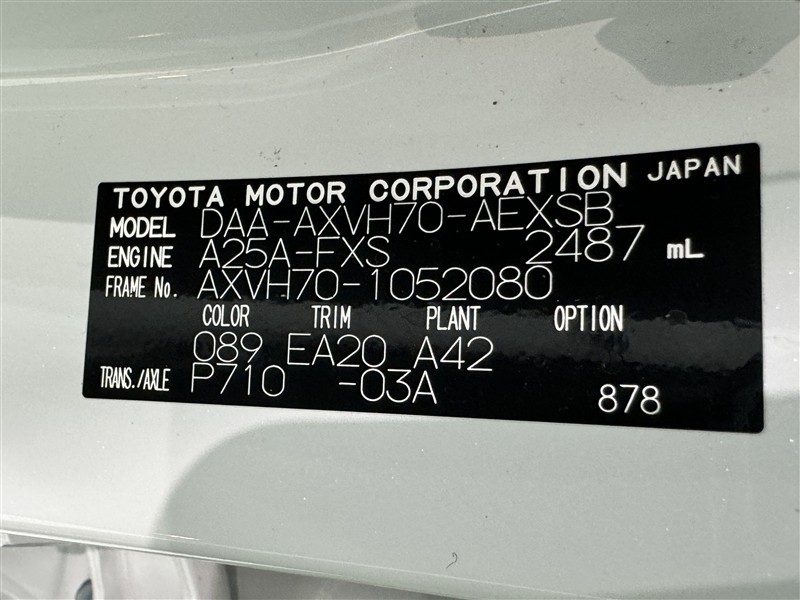 TOYOTA MOTOR CORPORATION JAPAN
MODEL DAA-AXVH70-AEXSB
ENGINE A25A-FXS 2487 mL
FRAME No. AXVH70-1052080
COLOR TRIM PLANT OPTION
089 EA20 A42
TRANS./AXLE P710 -03A 878